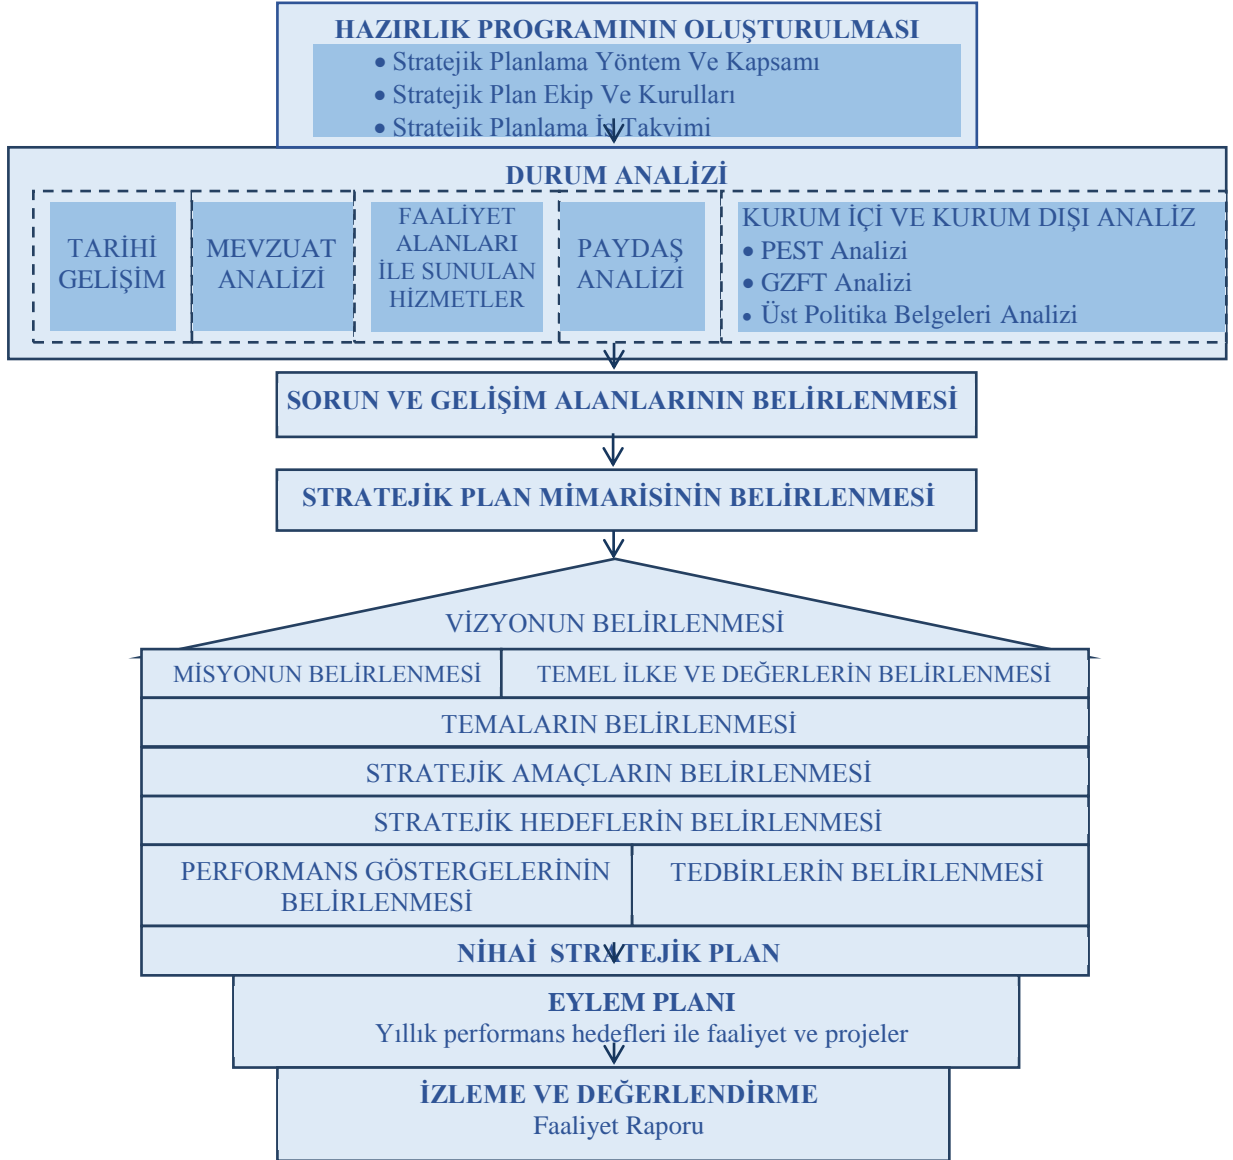 HAZIRLIK PROGRAMININ OLUŞTURULMASI
• Stratejik Planlama Yöntem Ve Kapsamı
• Stratejik Plan Ekip Ve Kurulları
• Stratejik Planlama İş Takvimi
DURUM ANALİZİ
TARİHİ
GELİŞİM
MEVZUAT
ANALİZİ
FAALİYET
ALANLARI
İLE SUNULAN
HİZMETLER
PAYDAŞ
ANALİZİ
KURUM İÇİ VE KURUM DIŞI ANALİZ
• PEST Analizi
• GZFT Analizi
• Üst Politika Belgeleri Analizi
SORUN VE GELİŞİM ALANLARININ BELİRLENMESİ
STRATEJİK PLAN MİMARİSİNİN BELİRLENMESİ
VİZYONUN BELİRLENMESİ
MİSYONUN BELİRLENMESİ
TEMEL İLKE VE DEĞERLERİN BELİRLENMESİ
TEMALARIN BELİRLENMESİ
STRATEJİK AMAÇLARIN BELİRLENMESİ
STRATEJİK HEDEFLERİN BELİRLENMESİ
PERFORMANS GÖSTERGELERİNİN
BELİRLENMESİ
TEDBİRLERİN BELİRLENMESİ
NİHAİ STRATEJİK PLAN
EYLEM PLANI
Yıllık performans hedefleri ile faaliyet ve projeler
İZLEME VE DEĞERLENDİRME
Faaliyet Raporu